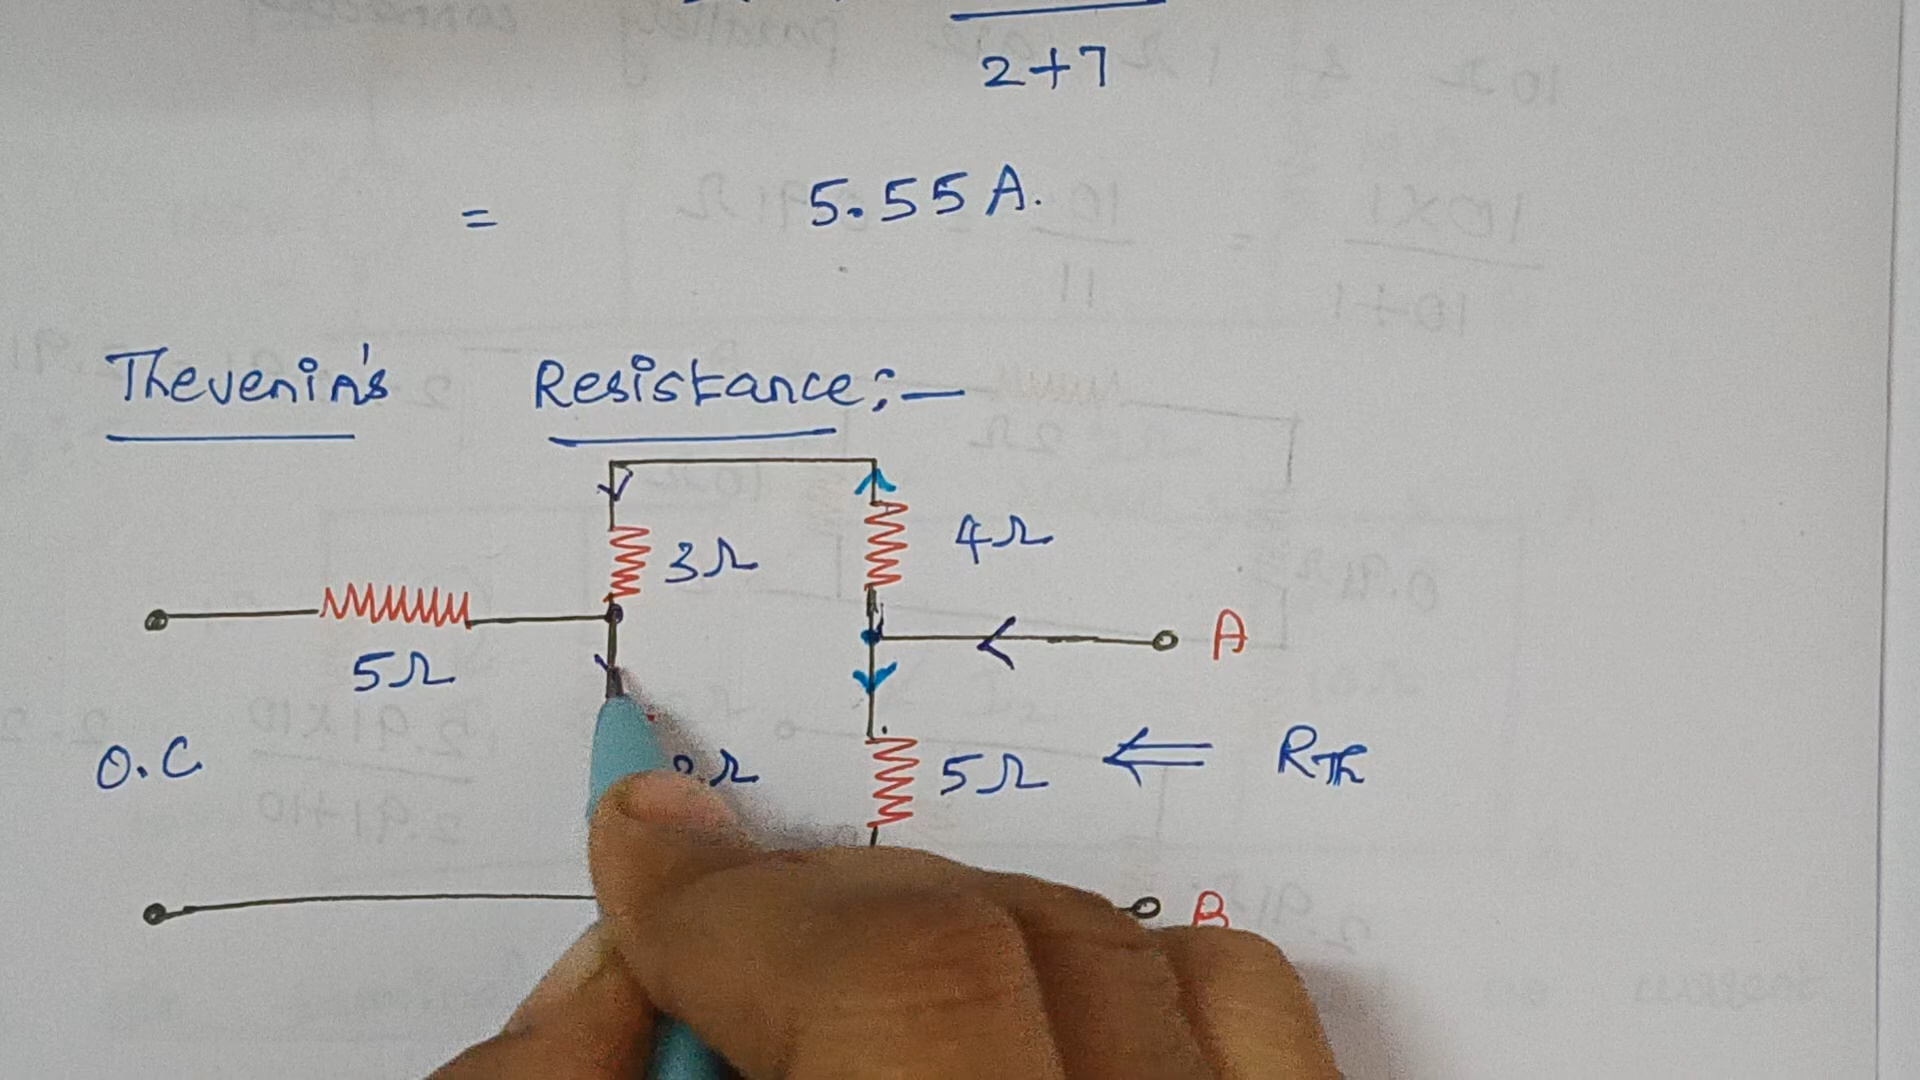 2+7
= 5.55 A.
Thevenin's Resistance:-
3Ω 4Ω
5Ω A
O.C Ω 5Ω ⇐ RTh
B